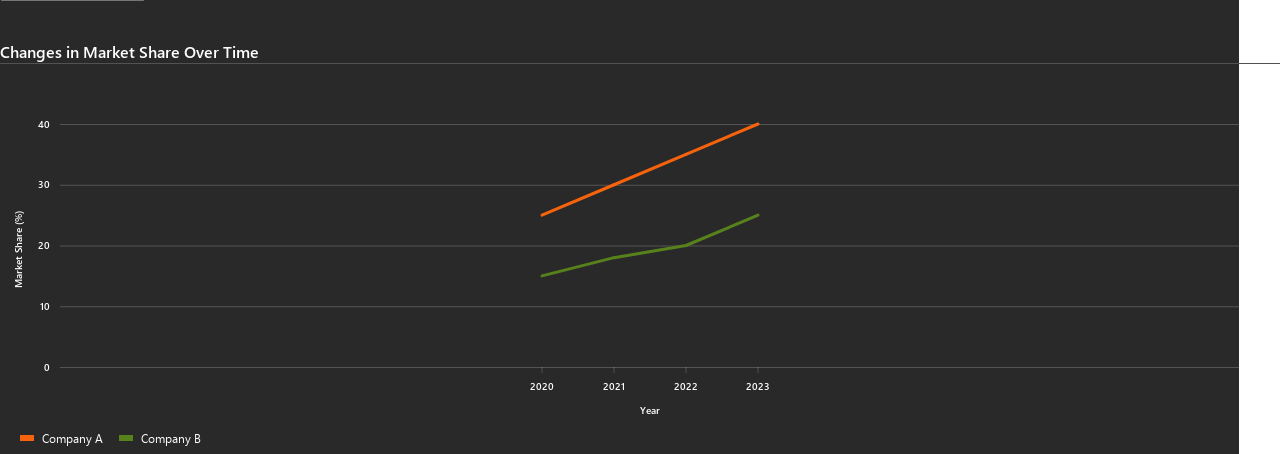 Changes in Market Share Over Time
40
30
20
10
0
Market Share (%)
2020 2021 2022 2023
Year
Company A Company B